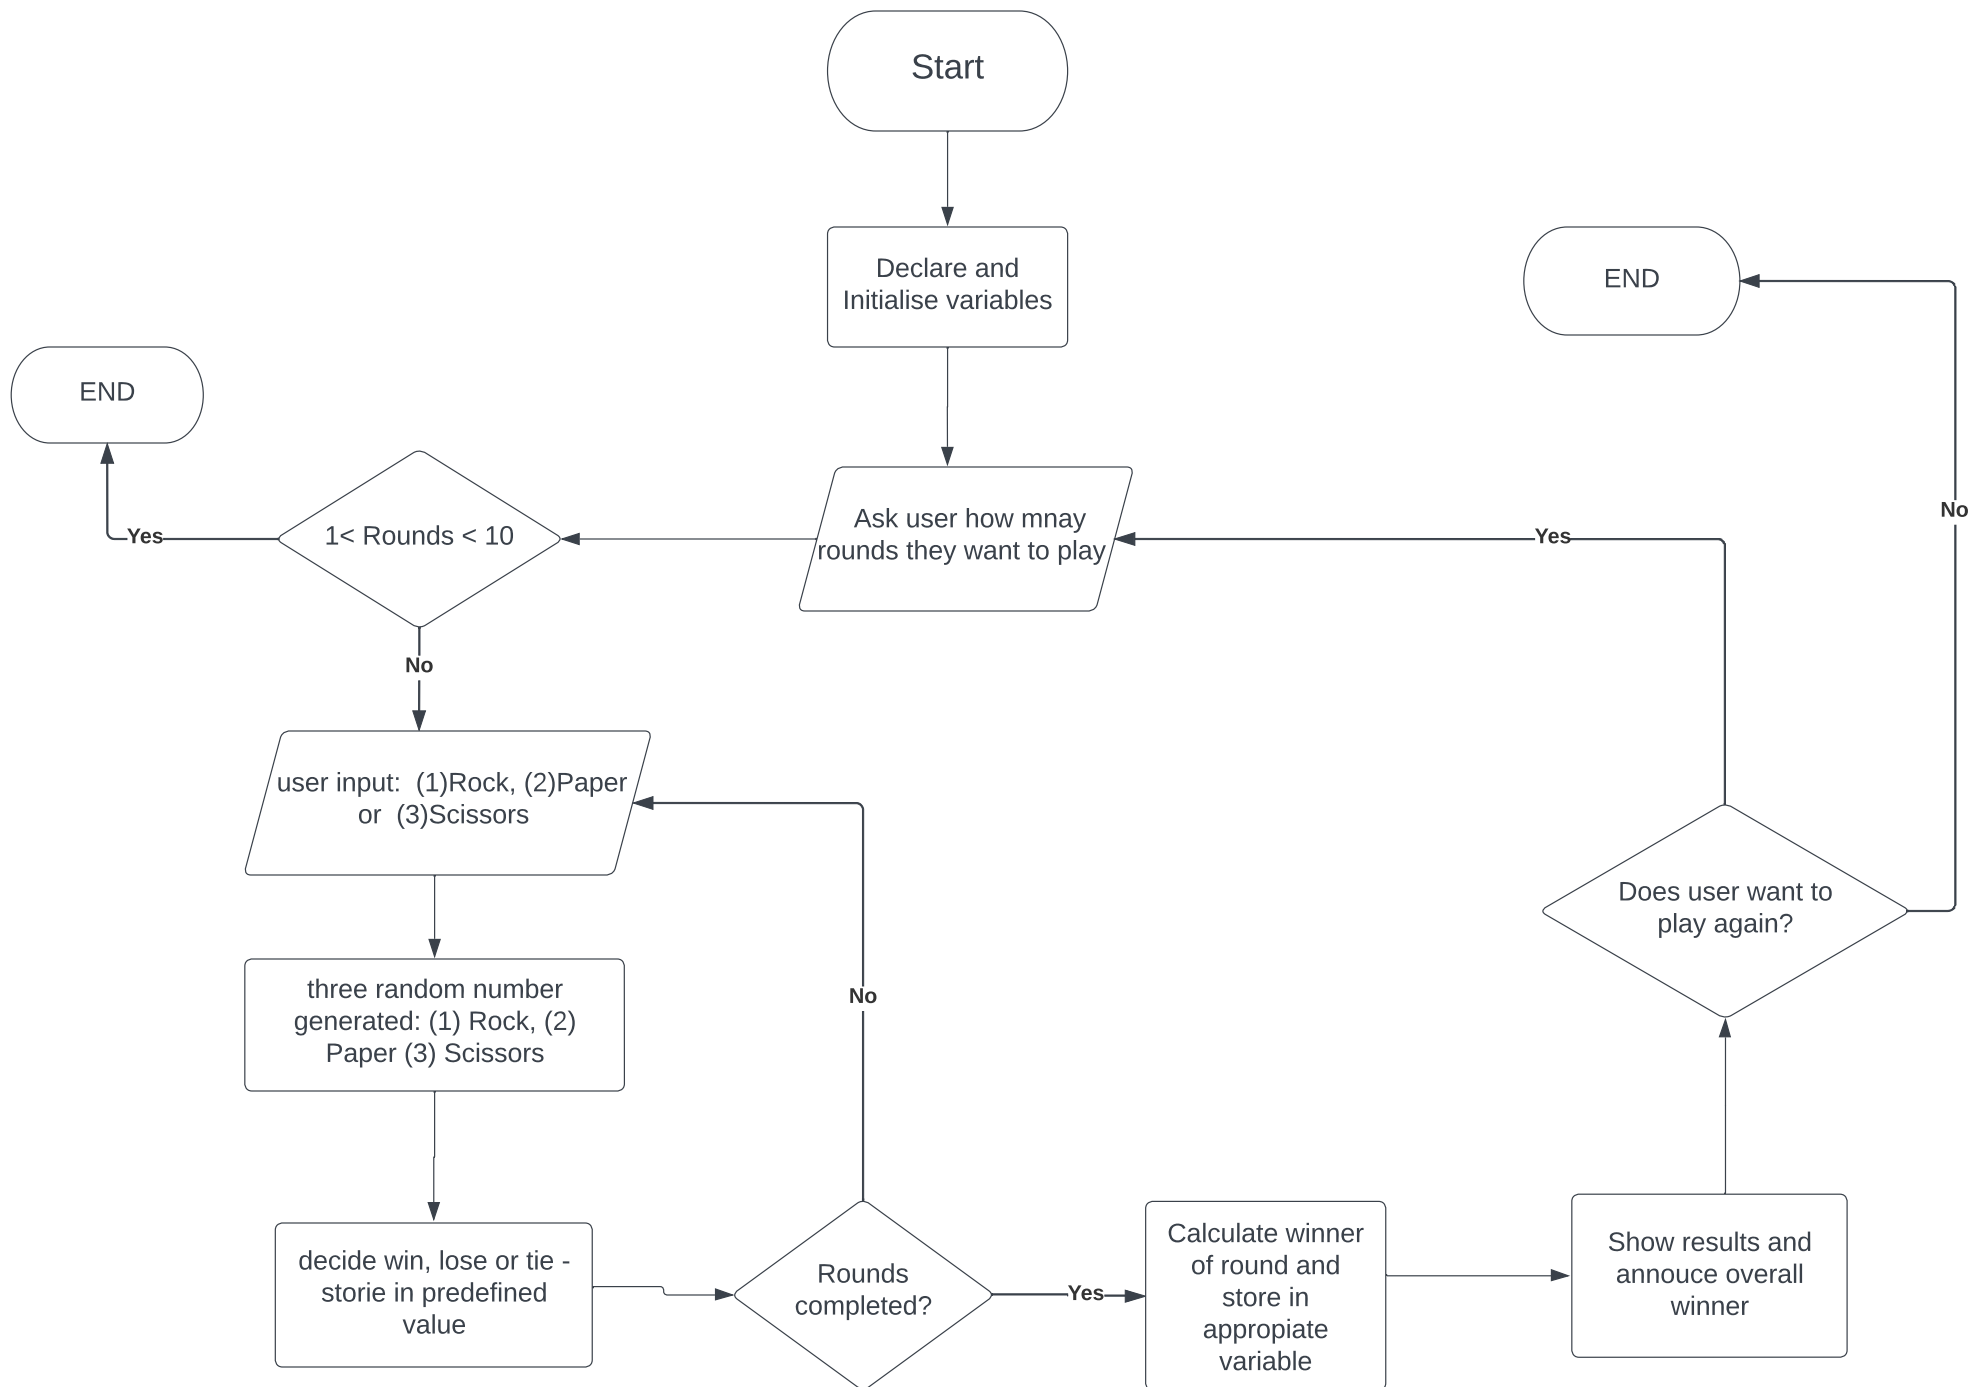 Start
Declare and
Initialise variables
END
END
1< Rounds < 10
Yes
Ask user how mnay
rounds they want to play
Yes
No
No
user input:  (1)Rock, (2)Paper
or  (3)Scissors
Does user want to
play again?
three random number
generated: (1) Rock, (2)
Paper (3) Scissors
No
decide win, lose or tie -
storie in predefined
value
Rounds
completed?
Yes
Calculate winner
of round and
store in
appropiate
variable
Show results and
annouce overall
winner